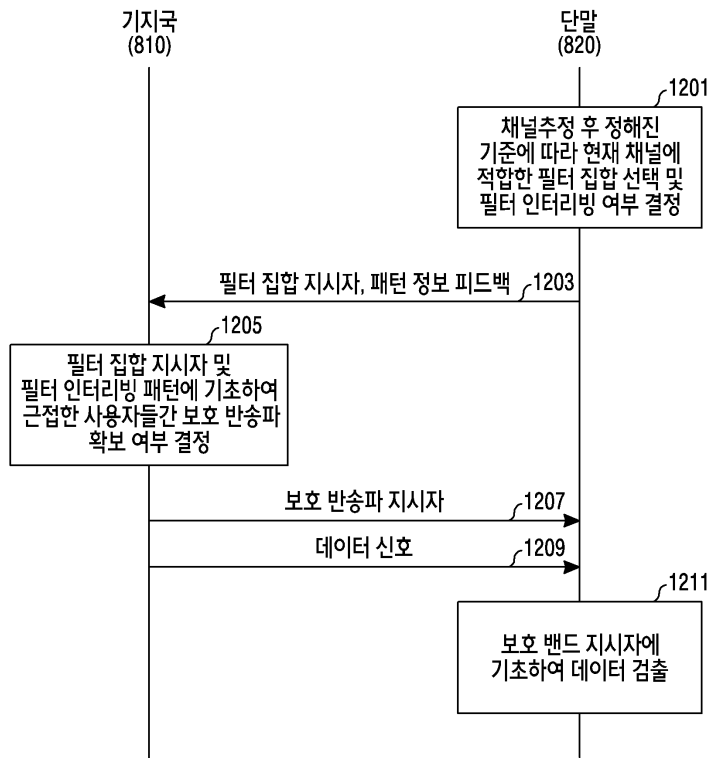 기지국
(810)
단말
(820)
1201
채널추정 후 정해진
기준에 따라 현재 채널에
적합한 필터 집합 선택 및
필터 인터리빙 여부 결정
필터 집합 지시자, 패턴 정보 피드백
1203
1205
필터 집합 지시자 및
필터 인터리빙 패턴에 기초하여
근접한 사용자들간 보호 반송파
확보 여부 결정
보호 반송파 지시자
1207
데이터 신호
1209
1211
보호 밴드 지시자에
기초하여 데이터 검출